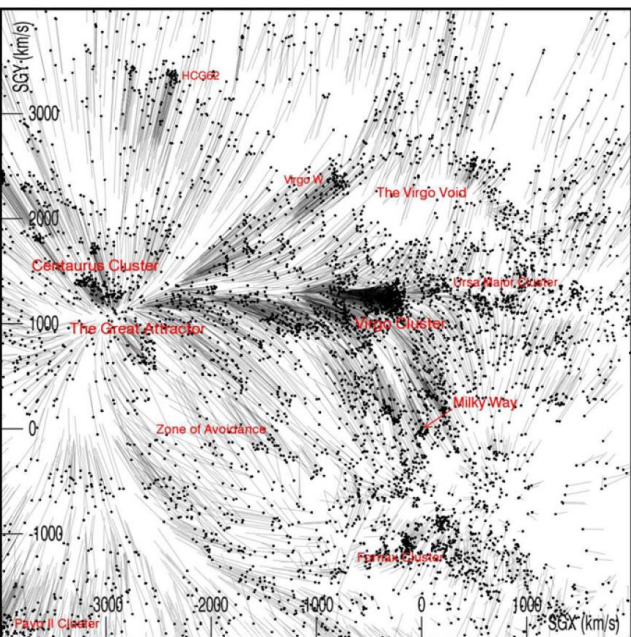 SGY (km/s)
HCG62
3000
Virgo W
The Virgo Void
2000
Centaurus Cluster
Ursa Major Cluster
1000
The Great Attractor
Virgo Cluster
Milky Way
0
Zone of Avoidance
-1000
Fornax Cluster
Pavo II Cluster
-3000 -2000 -1000 0 1000 SGX (km/s)